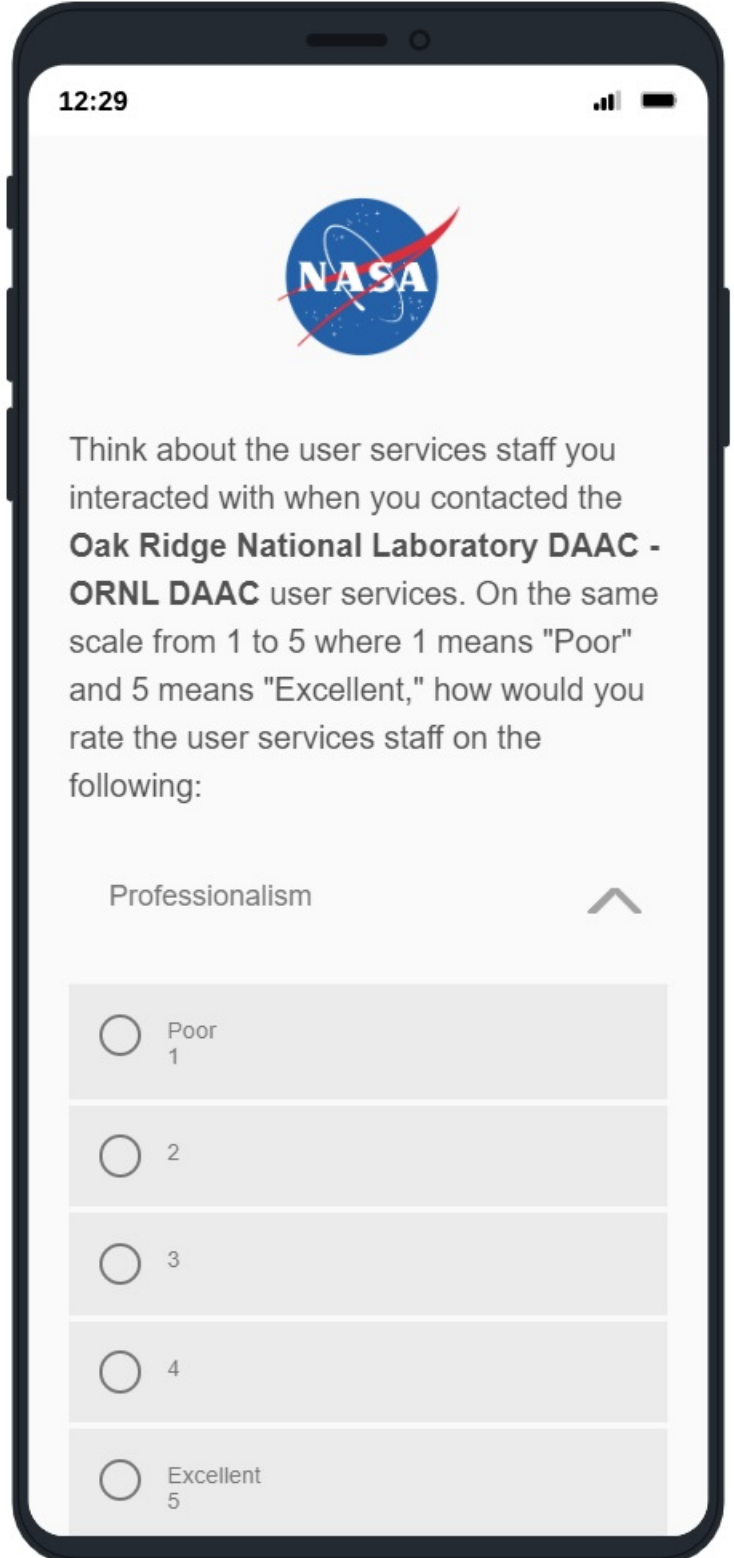 12:29
NASA
Think about the user services staff you
interacted with when you contacted the
Oak Ridge National Laboratory DAAC -
ORNL DAAC user services. On the same
scale from 1 to 5 where 1 means "Poor"
and 5 means "Excellent," how would you
rate the user services staff on the
following:
Professionalism
Poor
1
2
3
4
Excellent
5